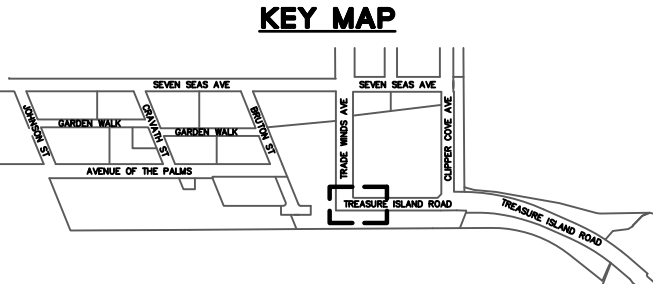 KEY MAP
SEVEN SEAS AVE
SEVEN SEAS AVE
JOHNSON ST
GARDEN WALK
CRAVATH ST
GARDEN WALK
BRUTON ST
TRADE WINDS AVE
CLIPPER COVE AVE
AVENUE OF THE PALMS
TREASURE ISLAND ROAD
TREASURE ISLAND ROAD